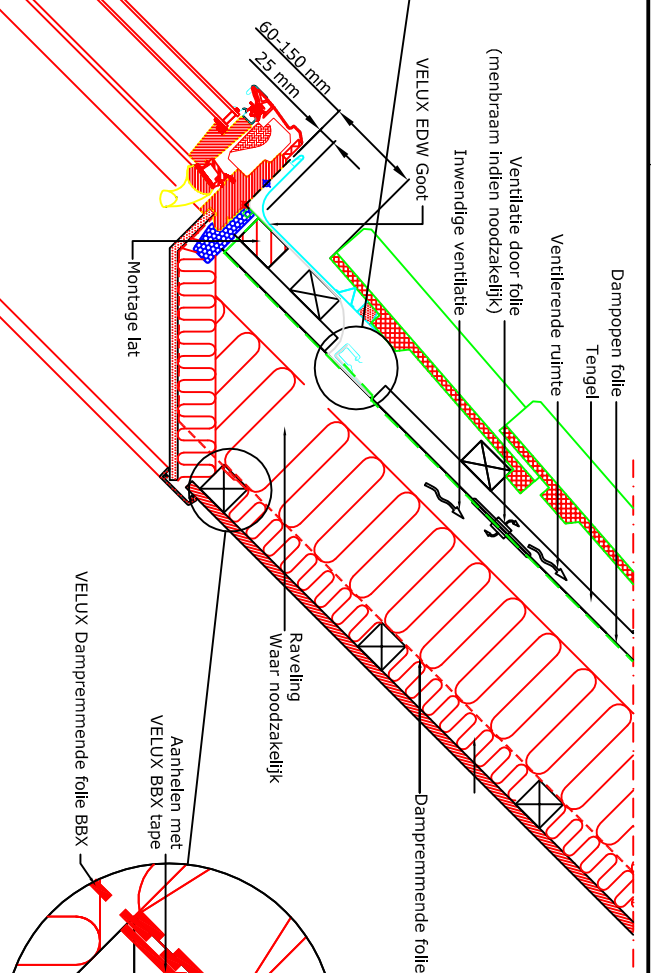 60-150 mm
25 mm
VELUX EDW Goot
Ventilatie door folie
(menbraam indien noodzakelijk)
Inwendige ventilatie
Ventilerende ruimte
Dampopen folie
Tengel
Montage lat
Raveling
Waar noodzakelijk
Dampremmende folie
Aanhelen met
VELUX BBX tape
VELUX Dampremmende folie BBX